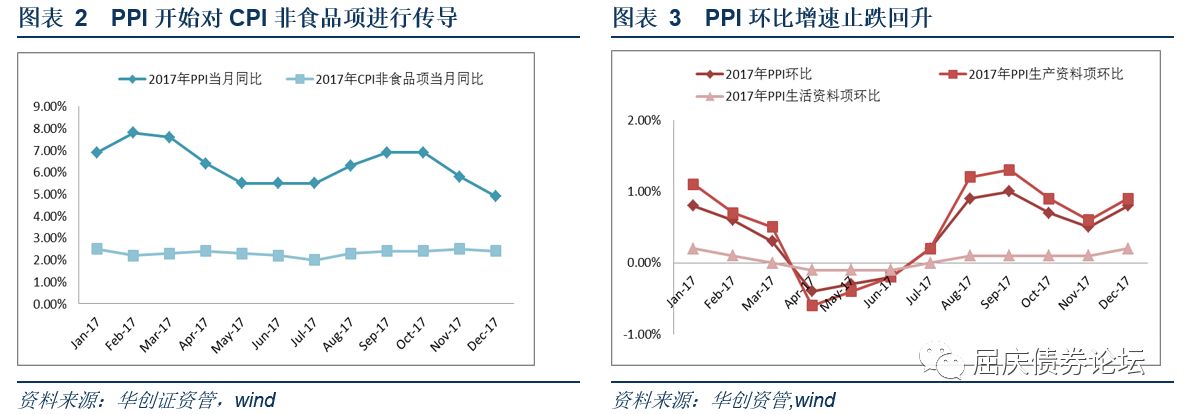 图表 2 PPI 开始对 CPI 非食品项进行传导
2017年PPI当月同比
2017年CPI非食品项当月同比
9.00%
8.00%
7.00%
6.00%
5.00%
4.00%
3.00%
2.00%
1.00%
0.00%
Jan-17
Feb-17
Mar-17
Apr-17
May-17
Jun-17
Jul-17
Aug-17
Sep-17
Oct-17
Nov-17
Dec-17
资料来源：华创证资管，wind
图表 3 PPI 环比增速止跌回升
2017年PPI环比
2017年PPI生产资料项环比
2017年PPI生活资料项环比
2.00%
1.00%
0.00%
-1.00%
Jan-17
Feb-17
Mar-17
Apr-17
May-17
Jun-17
Jul-17
Aug-17
Sep-17
Oct-17
Nov-17
Dec-17
屈庆债券论坛
资料来源：华创资管,wind